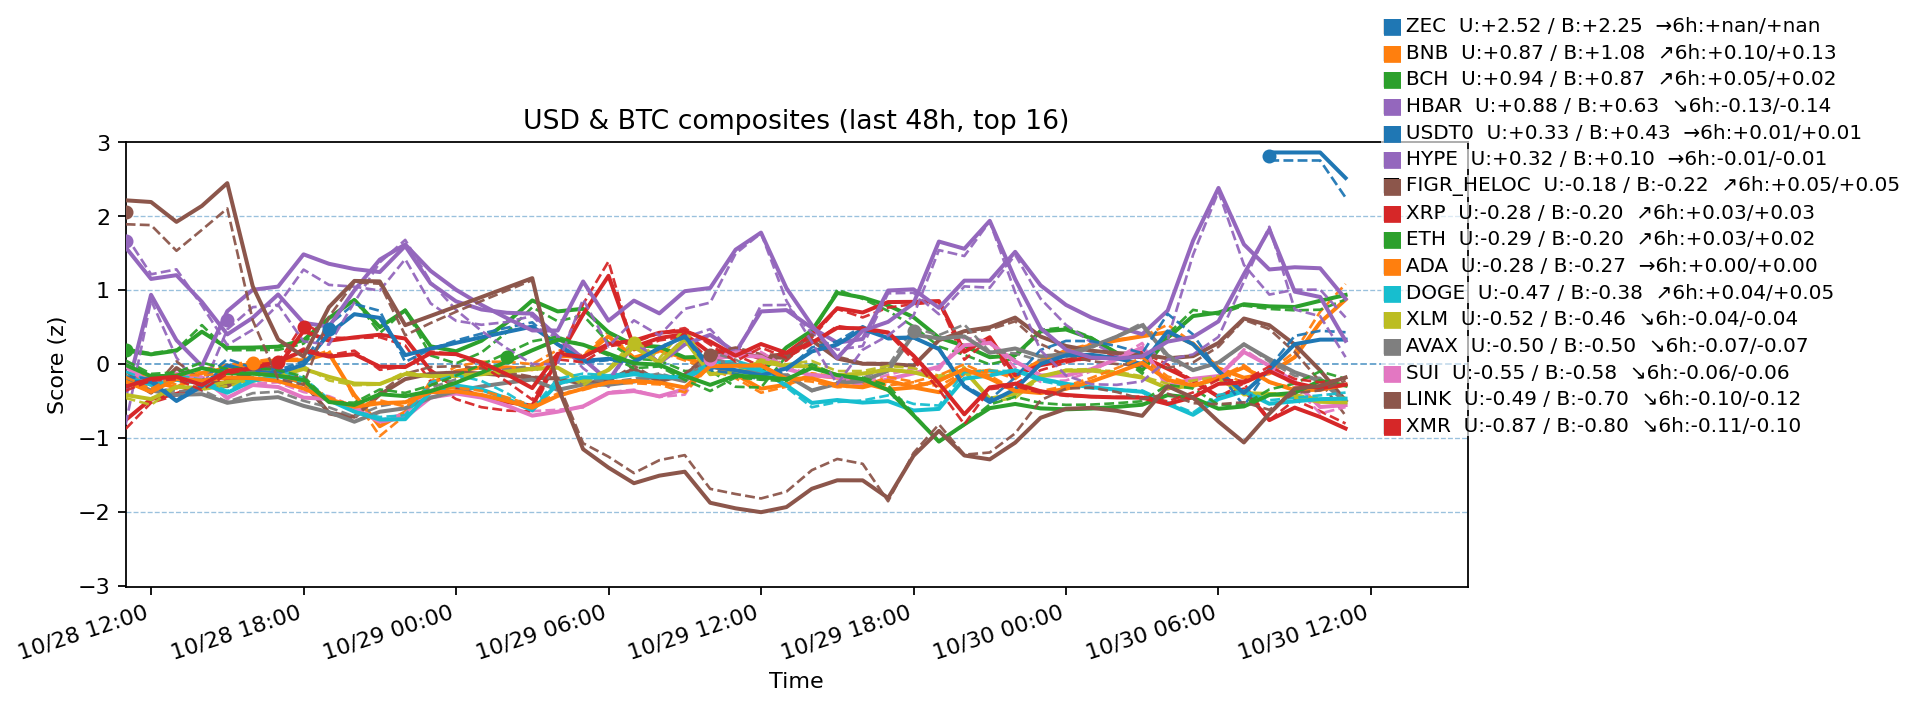 ZEC  U:+2.52 / B:+2.25  →6h:+nan/+nan
BNB  U:+0.87 / B:+1.08  ↗6h:+0.10/+0.13
BCH  U:+0.94 / B:+0.87  ↗6h:+0.05/+0.02
HBAR  U:+0.88 / B:+0.63  ↘6h:-0.13/-0.14
USDT0  U:+0.33 / B:+0.43  →6h:+0.01/+0.01
HYPE  U:+0.32 / B:+0.10  →6h:-0.01/-0.01
FIGR_HELOC  U:-0.18 / B:-0.22  ↗6h:+0.05/+0.05
XRP  U:-0.28 / B:-0.20  ↗6h:+0.03/+0.03
ETH  U:-0.29 / B:-0.20  ↗6h:+0.03/+0.02
ADA  U:-0.28 / B:-0.27  →6h:+0.00/+0.00
DOGE  U:-0.47 / B:-0.38  ↗6h:+0.04/+0.05
XLM  U:-0.52 / B:-0.46  ↘6h:-0.04/-0.04
AVAX  U:-0.50 / B:-0.50  ↘6h:-0.07/-0.07
SUI  U:-0.55 / B:-0.58  ↘6h:-0.06/-0.06
LINK  U:-0.49 / B:-0.70  ↘6h:-0.10/-0.12
XMR  U:-0.87 / B:-0.80  ↘6h:-0.11/-0.10
USD & BTC composites (last 48h, top 16)
Score (z)
3
2
1
0
−1
−2
−3
10/28 12:00
10/28 18:00
10/29 00:00
10/29 06:00
10/29 12:00
10/29 18:00
10/30 00:00
10/30 06:00
10/30 12:00
Time